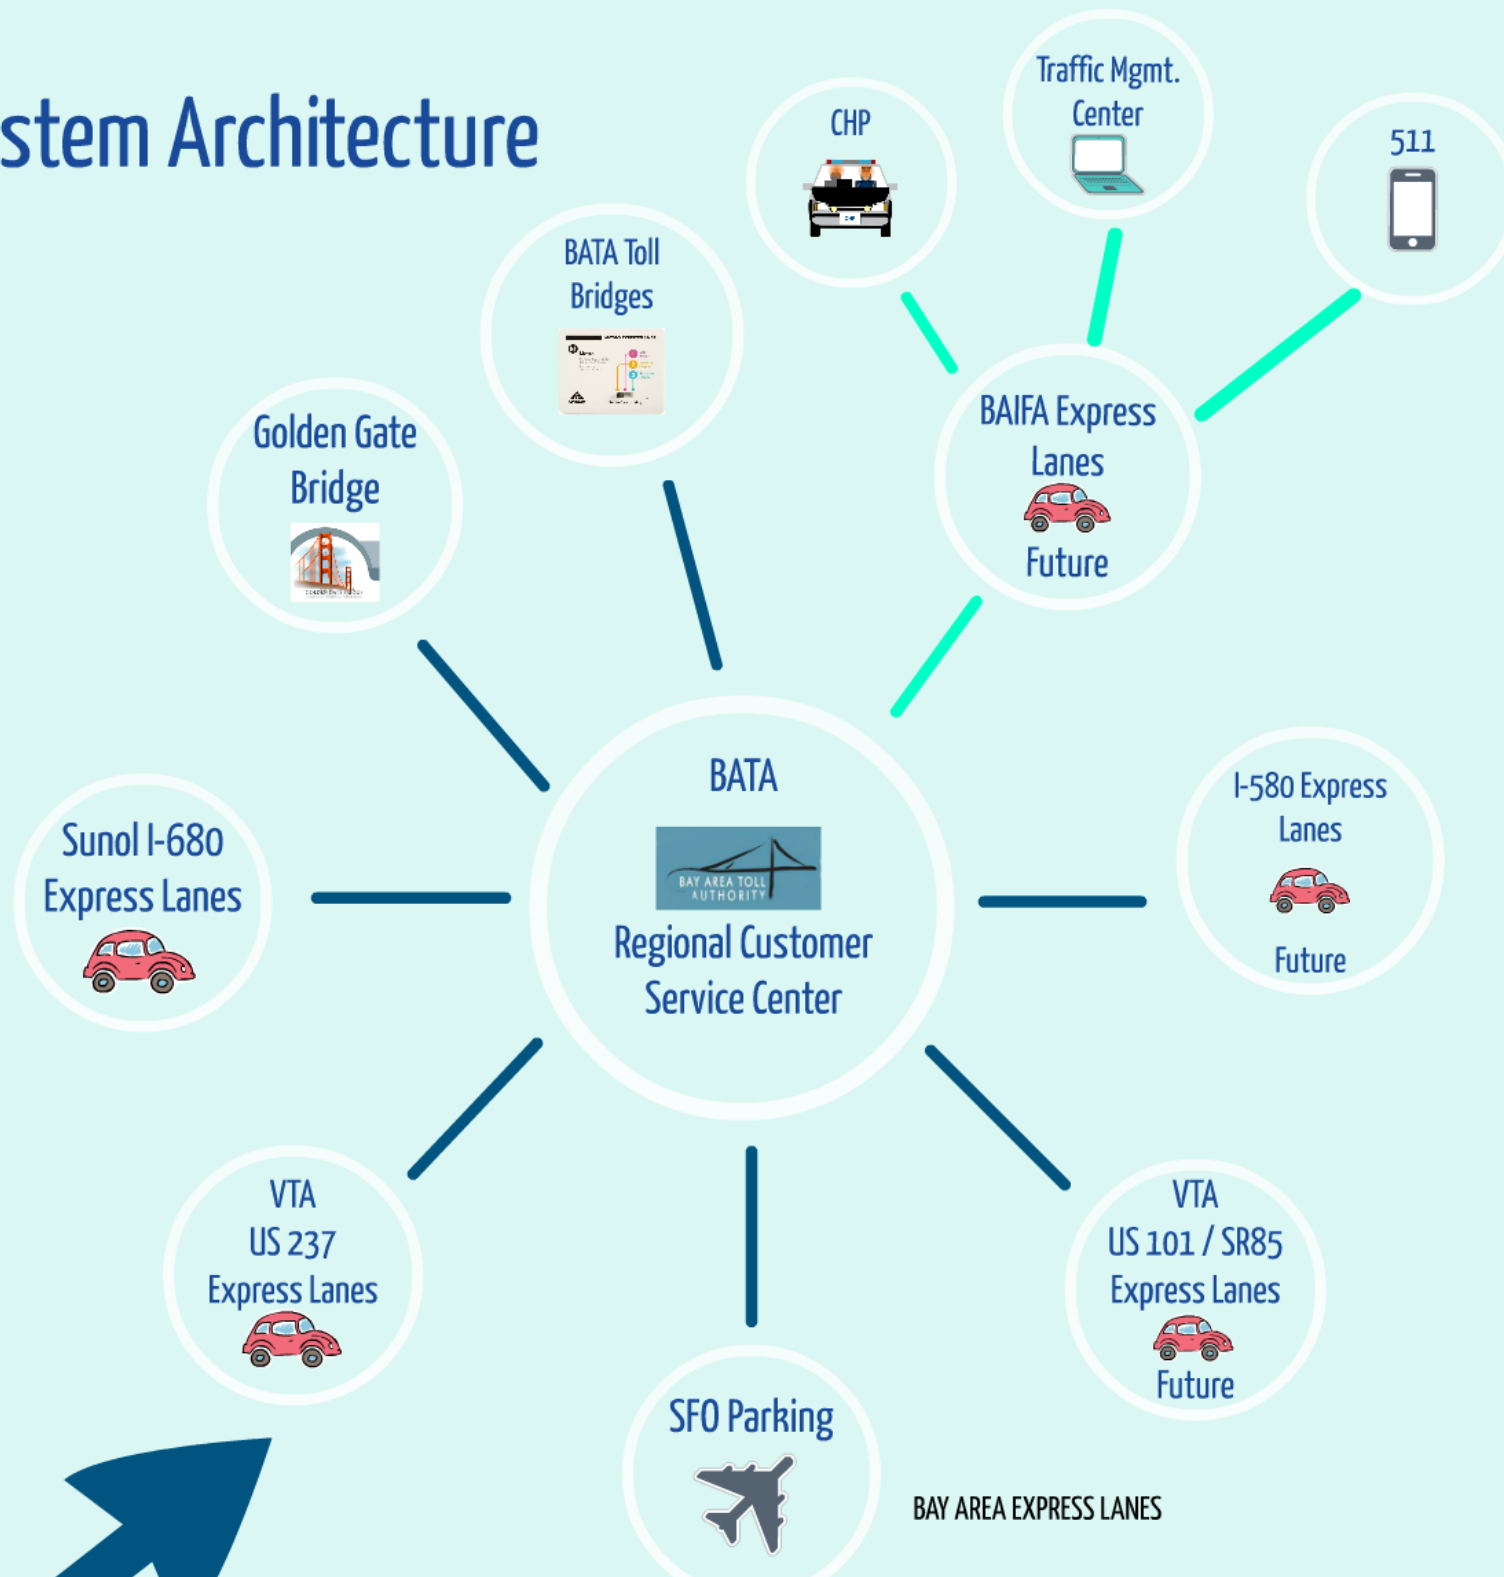 stem Architecture
CHP
Traffic Mgmt.
Center
511
BATA Toll
Bridges
Golden Gate
Bridge
BAIFA Express
Lanes
Future
BATA
BAY AREA TOLL
AUTHORITY
Regional Customer
Service Center
Sunol I-680
Express Lanes
I-580 Express
Lanes
Future
VTA
US 237
Express Lanes
VTA
US 101 / SR85
Express Lanes
Future
SFO Parking
BAY AREA EXPRESS LANES